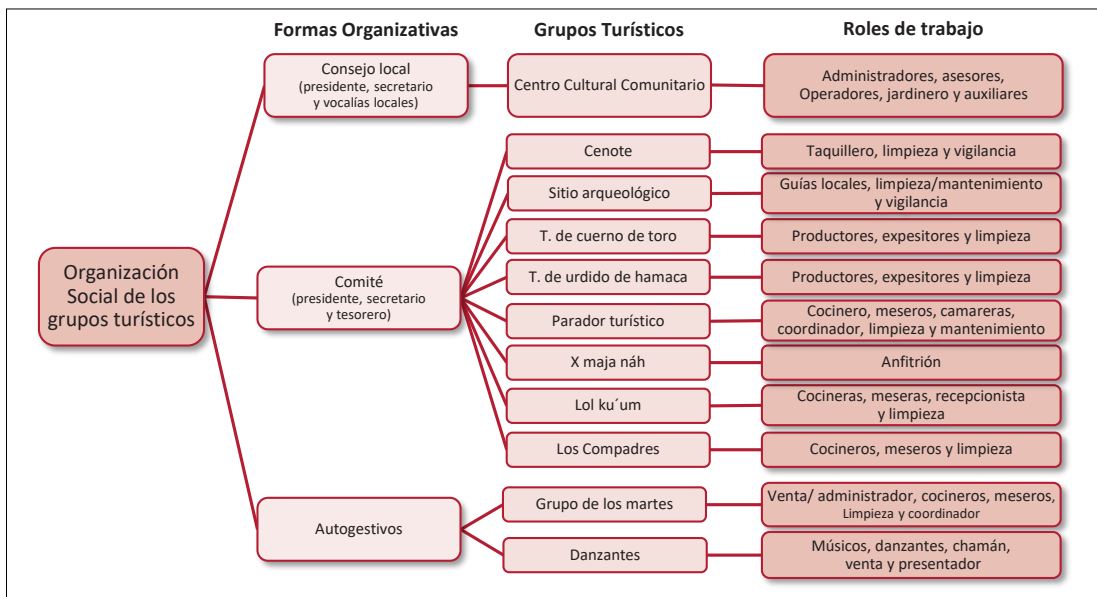 Formas Organizativas
Grupos Turísticos
Roles de trabajo
Organización
Social de los
grupos turísticos
Consejo local
(presidente, secretario
y vocalías locales)
Centro Cultural Comunitario
Administradores, asesores,
Operadores, jardinero y auxiliares
Comité
(presidente, secretario
y tesorero)
Cenote
Taquillero, limpieza y vigilancia
Sitio arqueológico
Guías locales, limpieza/mantenimiento
y vigilancia
T. de cuerno de toro
Productores, expesitores y limpieza
T. de urdido de hamaca
Productores, expesitores y limpieza
Parador turístico
Cocinero, meseros, camareras,
coordinador, limpieza y mantenimiento
X maja náh
Anfitrión
Lol ku´um
Cocineras, meseras, recepcionista
y limpieza
Los Compadres
Cocineros, meseros y limpieza
Autogestivos
Grupo de los martes
Venta/ administrador, cocineros, meseros,
Limpieza y coordinador
Danzantes
Músicos, danzantes, chamán,
venta y presentador